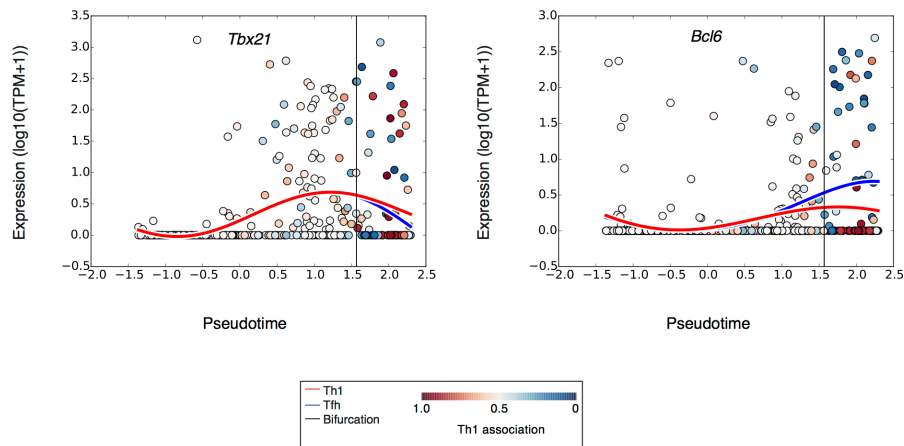 Tbx21
Expression (log10(TPM+1))
3.5
3.0
2.5
2.0
1.5
1.0
0.5
0.0
−0.5
−2.0 −1.5 −1.0 −0.5 0.0 0.5 1.0 1.5 2.0 2.5
Pseudotime
Bcl6
Expression (log10(TPM+1))
3.0
2.5
2.0
1.5
1.0
0.5
0.0
−0.5
−2.0 −1.5 −1.0 −0.5 0.0 0.5 1.0 1.5 2.0 2.5
Pseudotime
Th1
Tfh
Bifurcation
1.0 0.5 0
Th1 association